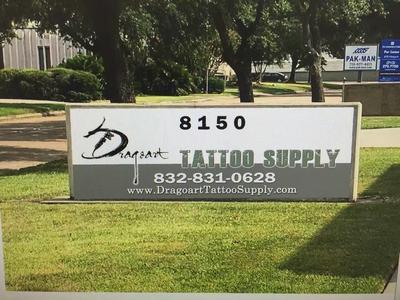 8150
Dragoart TATTOO SUPPLY
832-831-0628
www.DragoartTattooSupply.com
PAK-MAN